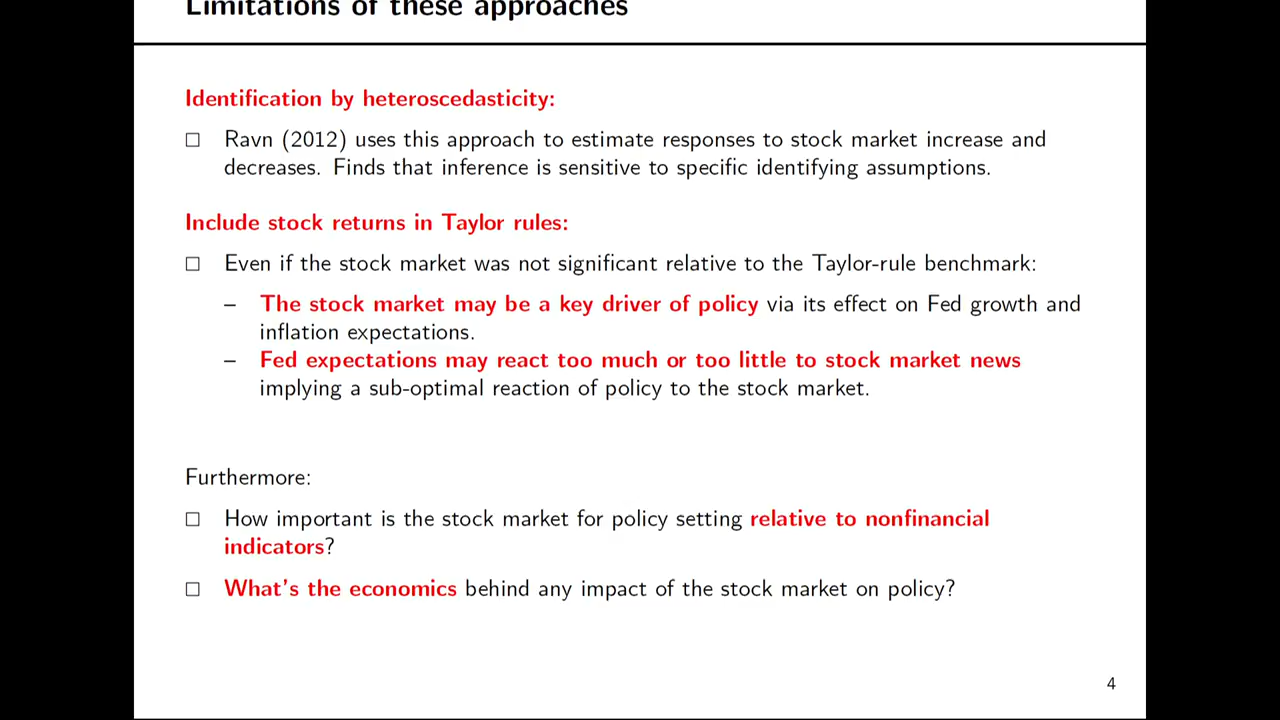 Limitations of these approaches
Identification by heteroscedasticity:
Ravn (2012) uses this approach to estimate responses to stock market increase and
decreases. Finds that inference is sensitive to specific identifying assumptions.
Include stock returns in Taylor rules:
Even if the stock market was not significant relative to the Taylor-rule benchmark:
– The stock market may be a key driver of policy via its effect on Fed growth and
inflation expectations.
– Fed expectations may react too much or too little to stock market news
implying a sub-optimal reaction of policy to the stock market.
Furthermore:
How important is the stock market for policy setting relative to nonfinancial
indicators?
What's the economics behind any impact of the stock market on policy?
4